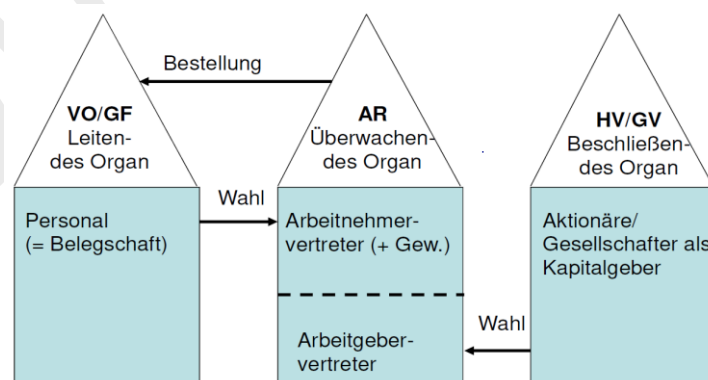 Bestellung
VO/GF
Leiten-
des Organ
AR
Überwachen-
des Organ
HV/GV
Beschließen-
des Organ
Wahl
Personal
(= Belegschaft)
Arbeitnehmer-
vertreter (+ Gew.)
Aktionäre/
Gesellschafter als
Kapitalgeber
Arbeitgeber-
vertreter
Wahl